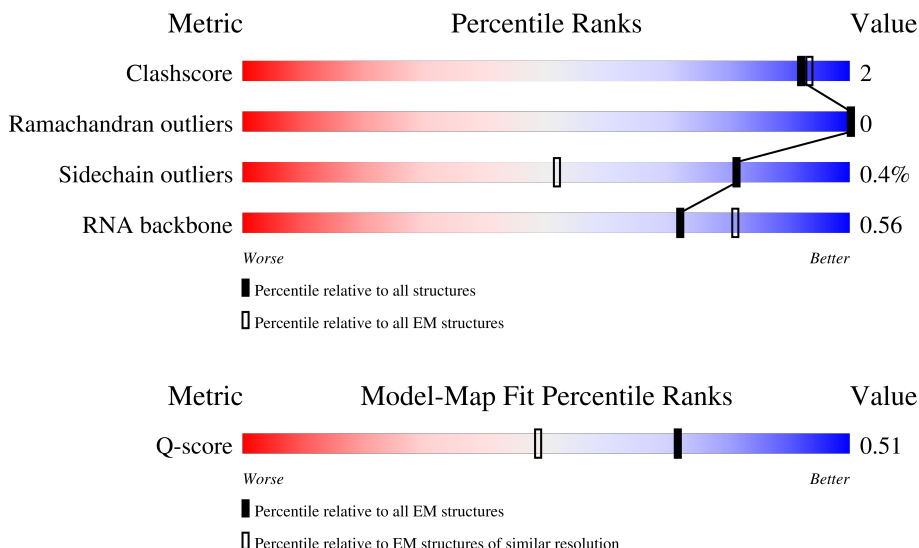 Metric Percentile Ranks Value
Clashscore 2
Ramachandran outliers 0
Sidechain outliers 0.4%
RNA backbone 0.56
Worse Better
Percentile relative to all structures
Percentile relative to all EM structures
Metric Model-Map Fit Percentile Ranks Value
Q-score 0.51
Worse Better
Percentile relative to all EM structures
Percentile relative to EM structures of similar resolution